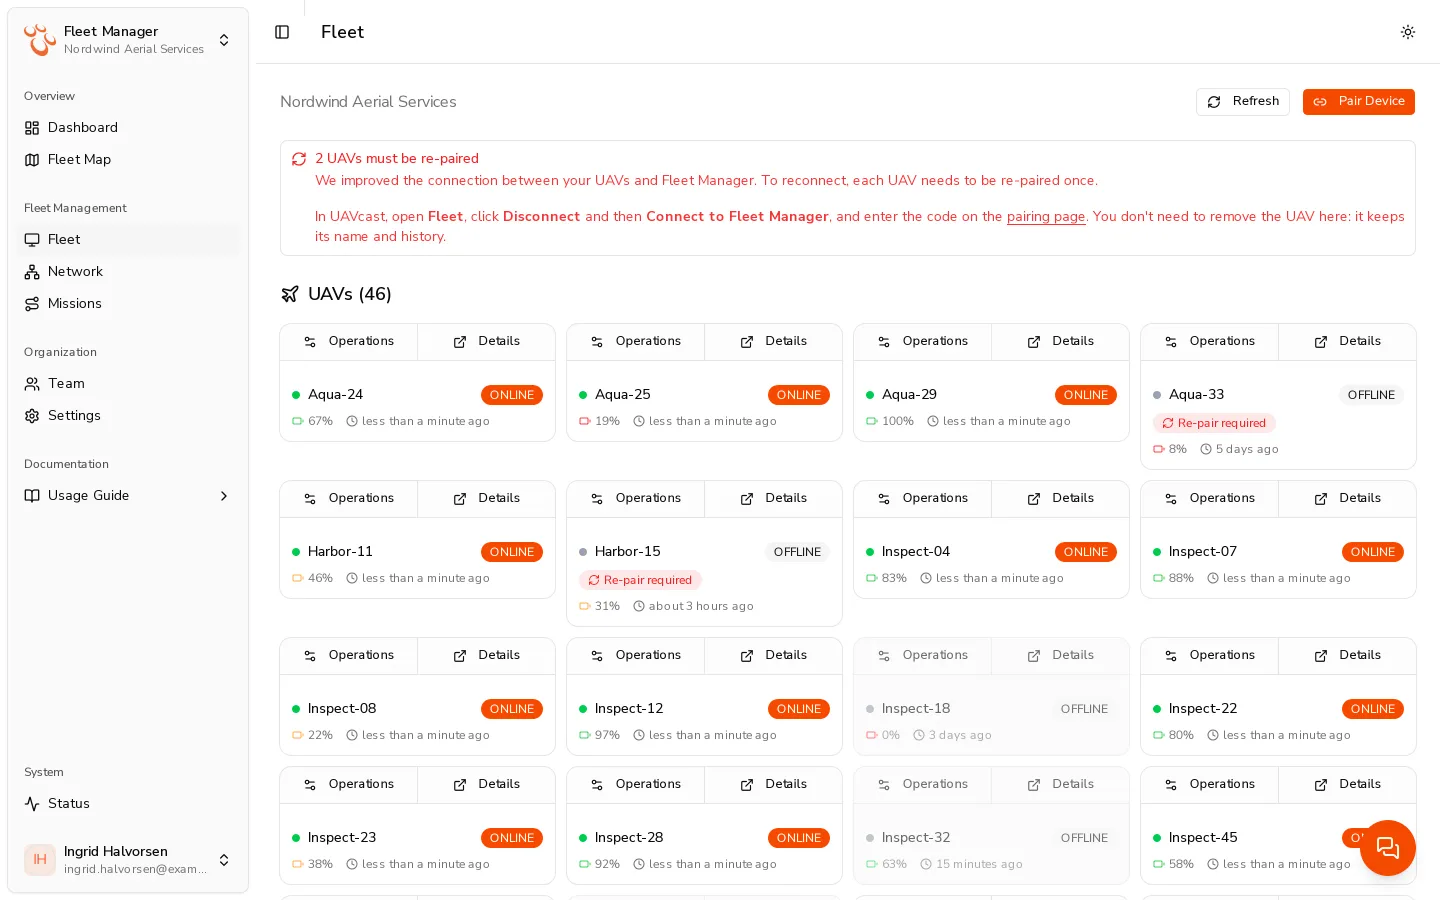 Fleet Manager
Nordwind Aerial Services
Overview
Dashboard
Fleet Map
Fleet Management
Fleet
Network
Missions
Organization
Team
Settings
Documentation
Usage Guide
System
Status
IH
Ingrid Halvorsen
ingrid.halvorsen@exam...
Fleet
Nordwind Aerial Services
Refresh
Pair Device
2 UAVs must be re-paired
We improved the connection between your UAVs and Fleet Manager. To reconnect, each UAV needs to be re-paired once.
In UAVcast, open Fleet, click Disconnect and then Connect to Fleet Manager, and enter the code on the pairing page. You don't need to remove the UAV here: it keeps
its name and history.
UAVs (46)
Operations Details Operations Details Operations Details Operations Details
Aqua-24 ONLINE Aqua-25 ONLINE Aqua-29 ONLINE Aqua-33 OFFLINE
Re-pair required
67% less than a minute ago 19% less than a minute ago 100% less than a minute ago 8% 5 days ago
Operations Details Operations Details Operations Details Operations Details
Harbor-11 ONLINE Harbor-15 OFFLINE Inspect-04 ONLINE Inspect-07 ONLINE
Re-pair required
46% less than a minute ago 31% about 3 hours ago 83% less than a minute ago 88% less than a minute ago
Operations Details Operations Details Operations Details Operations Details
Inspect-08 ONLINE Inspect-12 ONLINE Inspect-18 OFFLINE Inspect-22 ONLINE
22% less than a minute ago 97% less than a minute ago 0% 3 days ago 80% less than a minute ago
Operations Details Operations Details Operations Details Operations Details
Inspect-23 ONLINE Inspect-28 ONLINE Inspect-32 OFFLINE Inspect-45
38% less than a minute ago 92% less than a minute ago 63% 15 minutes ago 58% less than a minute ago